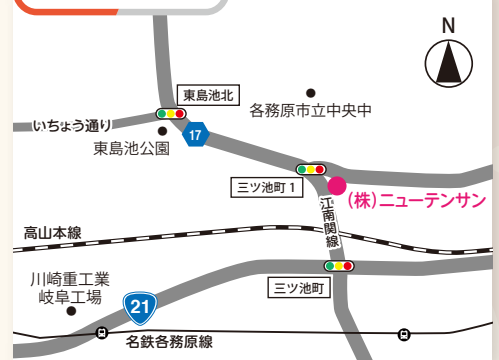 N
東島池北
各務原市立中央中
いちょう通り
17
東島池公園
三ツ池町 1
(株)ニューテンサン
江南関線
高山本線
川崎重工業
岐阜工場
三ツ池町
21
名鉄各務原線